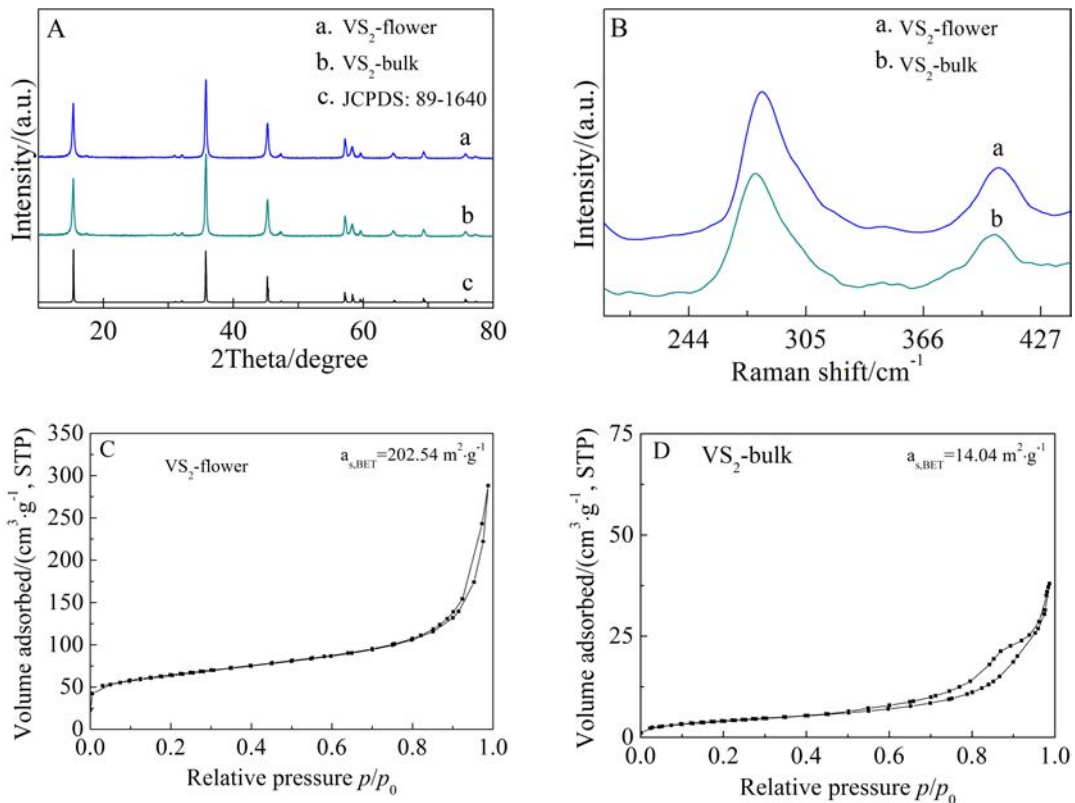 A
a. VS₂-flower
b. VS₂-bulk
c. JCPDS: 89-1640
a
b
c
Intensity/(a.u.)
20 40 60 80
2Theta/degree
B
a. VS₂-flower
b. VS₂-bulk
a
b
Intensity/(a.u.)
244 305 366 427
Raman shift/cm⁻¹
C
VS₂-flower
aₛ,BET=202.54 m²·g⁻¹
350
300
250
200
150
100
50
0
Volume adsorbed/(cm³·g⁻¹, STP)
0.0 0.2 0.4 0.6 0.8 1.0
Relative pressure p/p₀
D
VS₂-bulk
aₛ,BET=14.04 m²·g⁻¹
75
50
25
0
Volume adsorbed/(cm³·g⁻¹, STP)
0.0 0.2 0.4 0.6 0.8 1.0
Relative pressure p/p₀